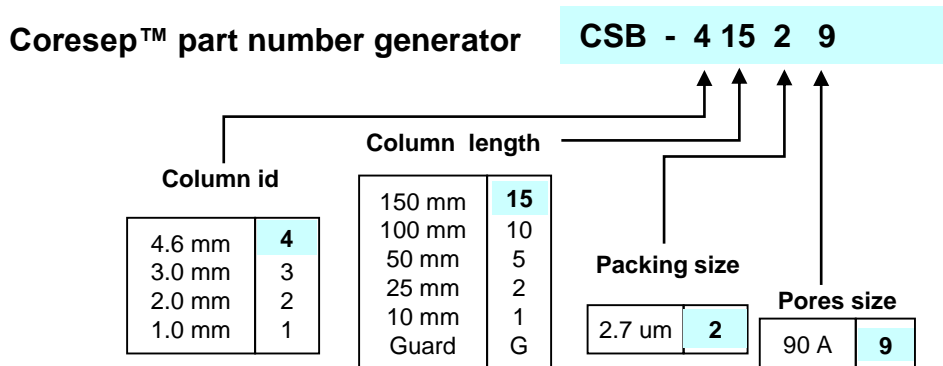 Coresep™ part number generator CSB - 4 15 2 9
Column length
Column id
150 mm 15
100 mm 10
50 mm 5
25 mm 2
10 mm 1
Guard G
4.6 mm 4
3.0 mm 3
2.0 mm 2
1.0 mm 1
Packing size
2.7 um 2
Pores size
90 A 9